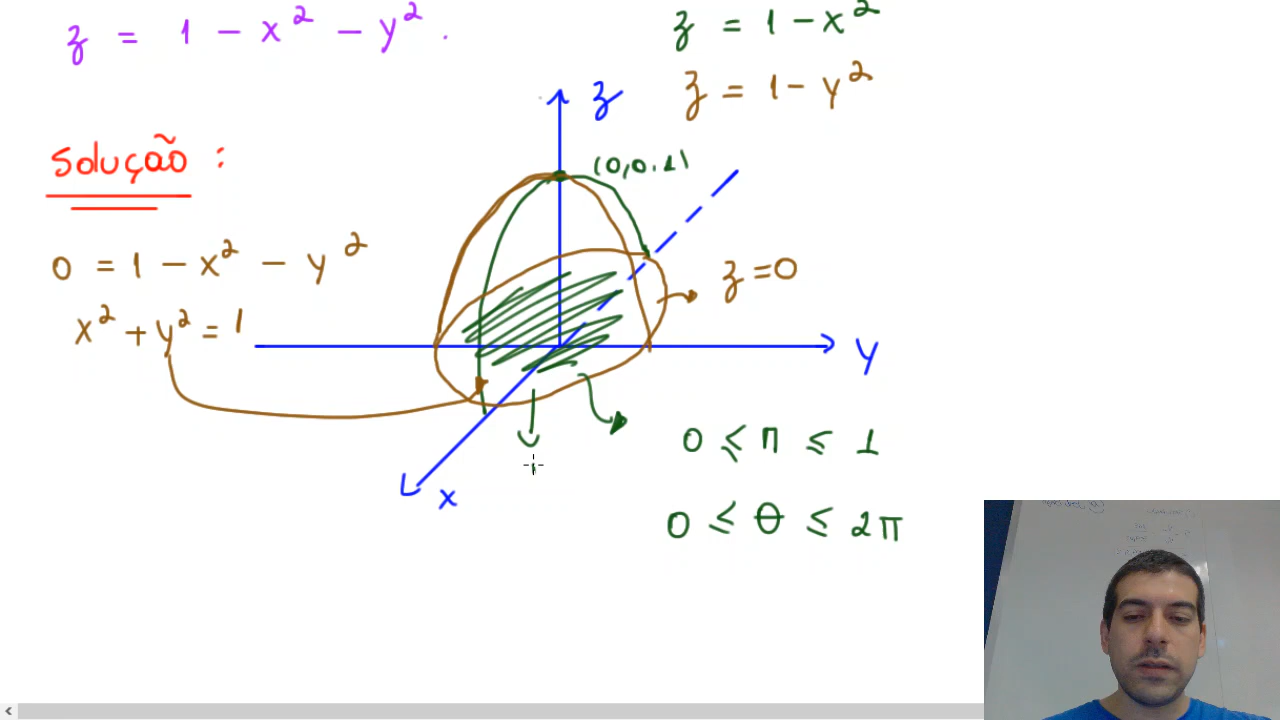 z = 1 - x² - y².
z = 1 - x²
z = 1 - y²
z
(0,0,1)
Solução:
0 = 1 - x² - y²
z = 0
x² + y² = 1
y
0 ≤ π ≤ 1
x
0 ≤ θ ≤ 2π